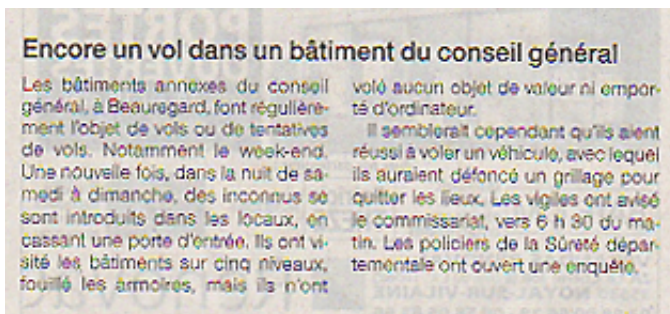 Encore un vol dans un bâtiment du conseil général
Les bâtiments annexes du conseil
général, à Beauregard, font régulière-
ment l'objet de vols ou de tentatives
de vols. Notamment le week-end.
Une nouvelle fois, dans la nuit de sa-
medi à dimanche, des inconnus se
sont introduits dans les locaux, en
cassant une porte d'entrée. Ils ont vi-
sité les bâtiments sur cinq niveaux,
fouillé les armoires, mais ils n'ont
volé aucun objet de valeur ni empor-
té d'ordinateur.
Il semblerait cependant qu'ils aient
réussi à voler un véhicule, avec lequel
ils auraient défoncé un grillage pour
quitter les lieux. Les vigiles ont avisé
le commissariat, vers 6 h 30 du ma-
tin. Les policiers de la Sûreté dépar-
tementale ont ouvert une enquête.